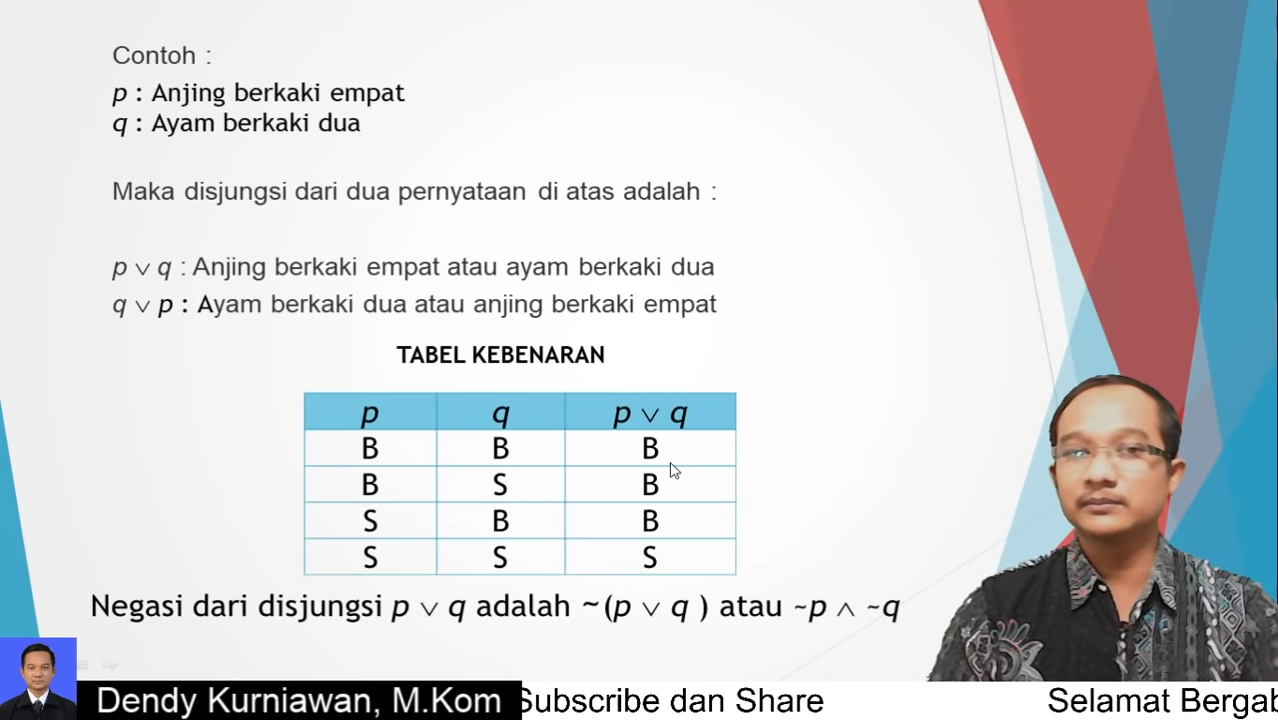 Contoh :
p : Anjing berkaki empat
q : Ayam berkaki dua
Maka disjungsi dari dua pernyataan di atas adalah :
p ∨ q : Anjing berkaki empat atau ayam berkaki dua
q ∨ p : Ayam berkaki dua atau anjing berkaki empat
TABEL KEBENARAN
p q p ∨ q
B B B
B S B
S B B
S S S
Negasi dari disjungsi p ∨ q adalah ~(p ∨ q ) atau ~p ∧ ~q
Dendy Kurniawan, M.Kom Subscribe dan Share Selamat Bergab